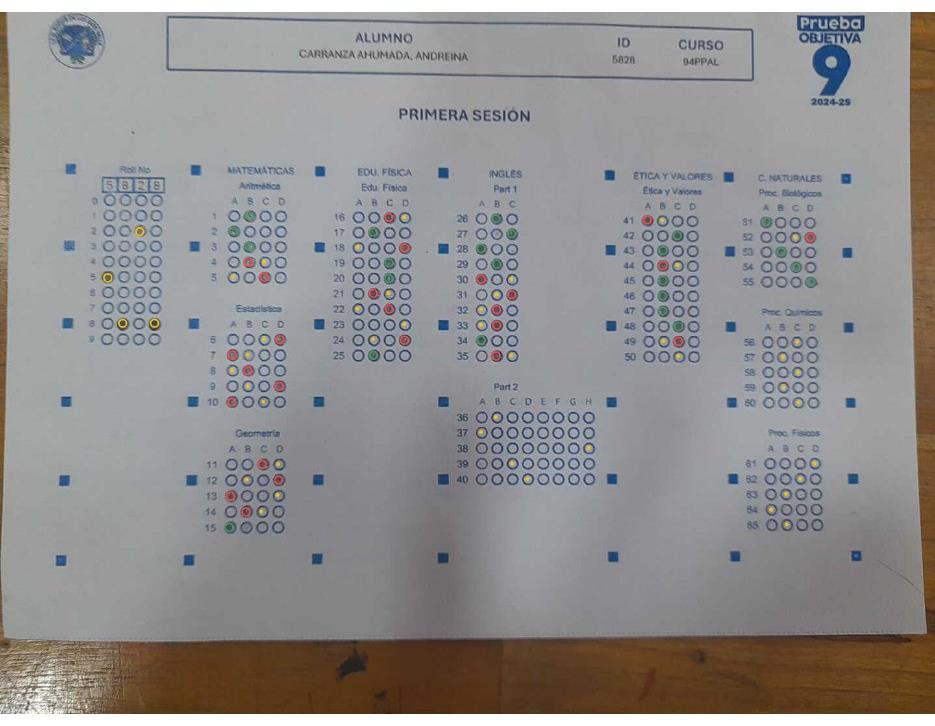 ALUMNO
CARRANZA AHUMADA, ANDREINA
ID
5828
CURSO
94PPAL
Prueba
OBJETIVA
9
2024-25
PRIMERA SESIÓN
Roll No
5 8 2 8
0
1
2
3
4
5
6
7
8
9
MATEMÁTICAS
Aritmética
A B C D
1
2
3
4
5
Estadística
A B C D
6
7
8
9
10
Geometría
A B C D
11
12
13
14
15
EDU. FÍSICA
Edu. Física
A B C D
16
17
18
19
20
21
22
23
24
25
INGLÉS
Part 1
A B C
26
27
28
29
30
31
32
33
34
35
Part 2
A B C D E F G H
36
37
38
39
40
ÉTICA Y VALORES
Ética y Valores
A B C D
41
42
43
44
45
46
47
48
49
50
C. NATURALES
Proc. Biológicos
A B C D
51
52
53
54
55
Proc. Químicos
A B C D
56
57
58
59
60
Proc. Físicos
A B C D
61
62
63
64
65